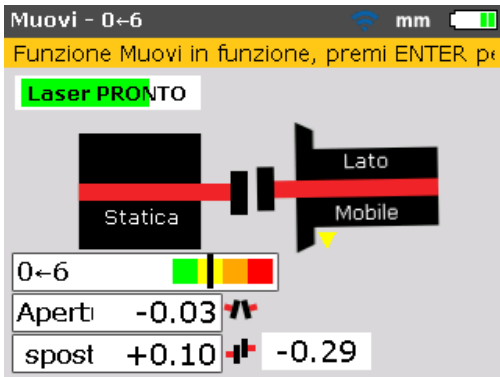 Muovi - 0←6 mm
Funzione Muovi in funzione, premi ENTER pe
Laser PRONTO
Lato
Statica
Mobile
0←6
Apertu -0.03
spost +0.10 -0.29